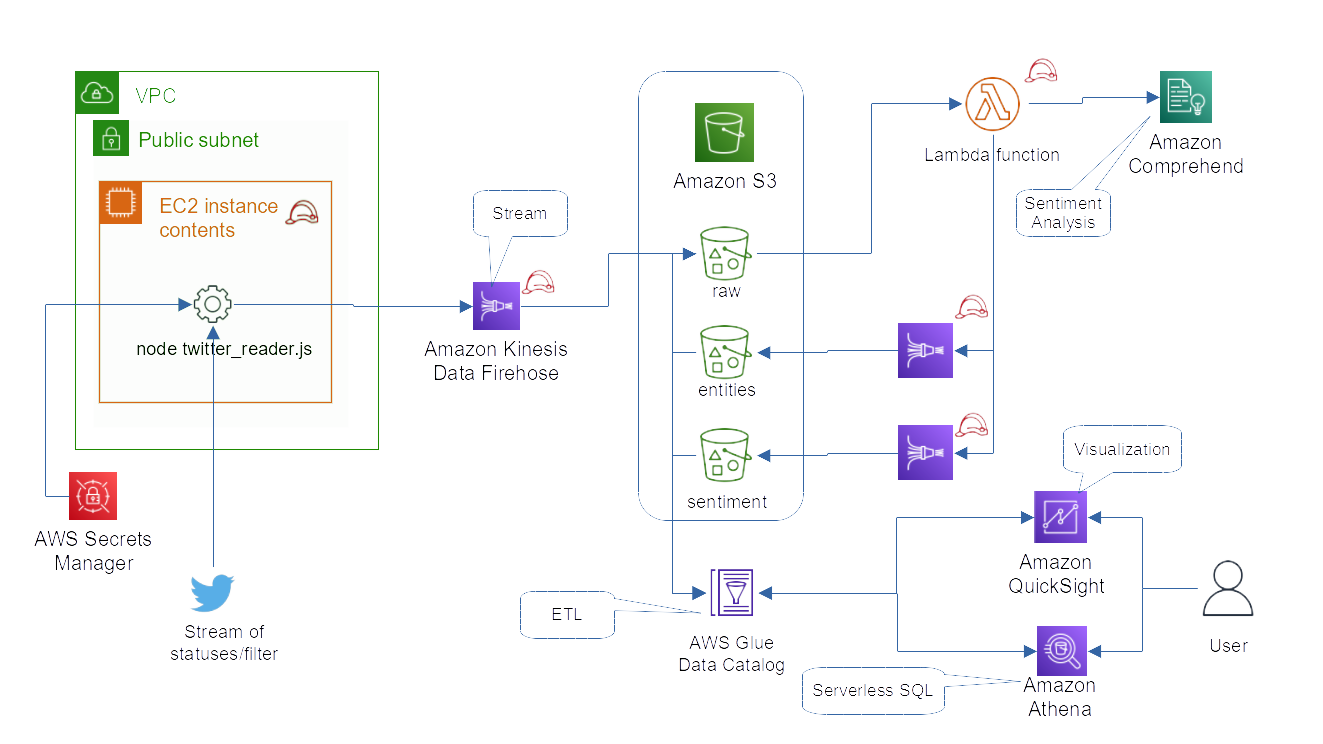 VPC
Public subnet
EC2 instance
contents
node twitter_reader.js
AWS Secrets
Manager
Stream of
statuses/filter
Stream
Amazon Kinesis
Data Firehose
Amazon S3
raw
entities
sentiment
Lambda function
Amazon
Comprehend
Sentiment
Analysis
Visualization
Amazon
QuickSight
ETL
AWS Glue
Data Catalog
Serverless SQL
Amazon
Athena
User